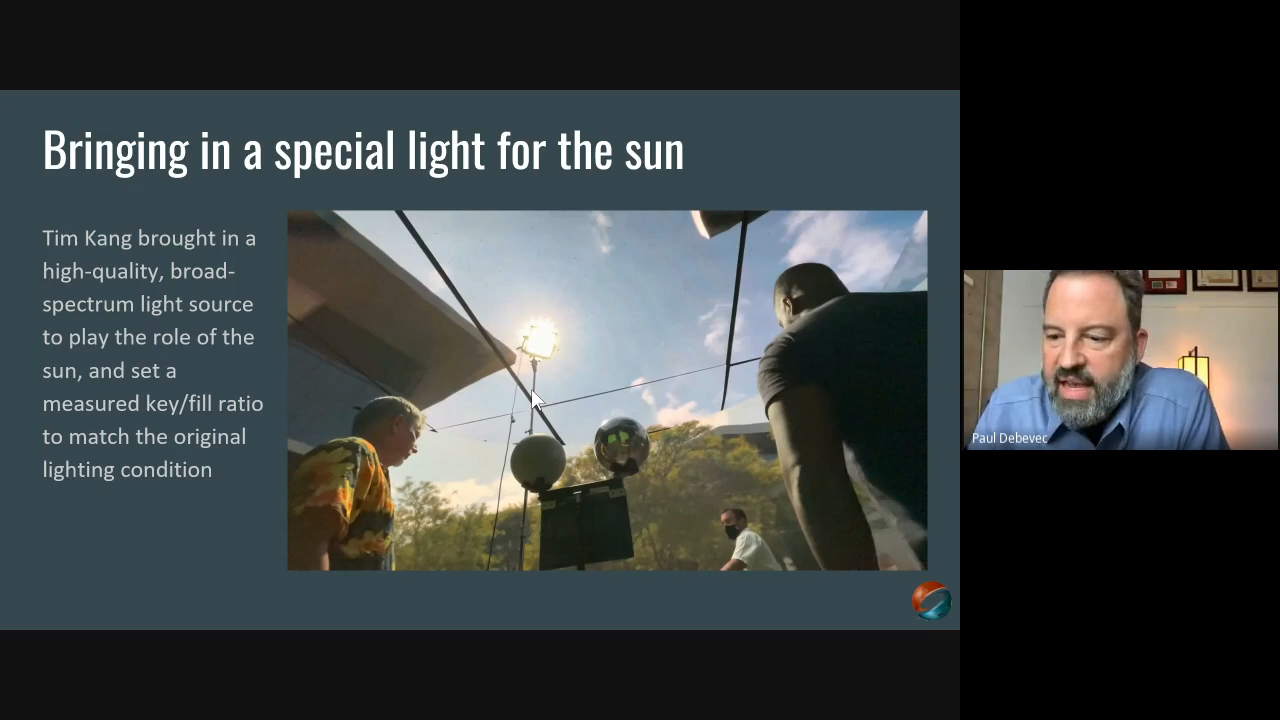 Bringing in a special light for the sun
Tim Kang brought in a
high-quality, broad-
spectrum light source
to play the role of the
sun, and set a
measured key/fill ratio
to match the original
lighting condition
Paul Debevec